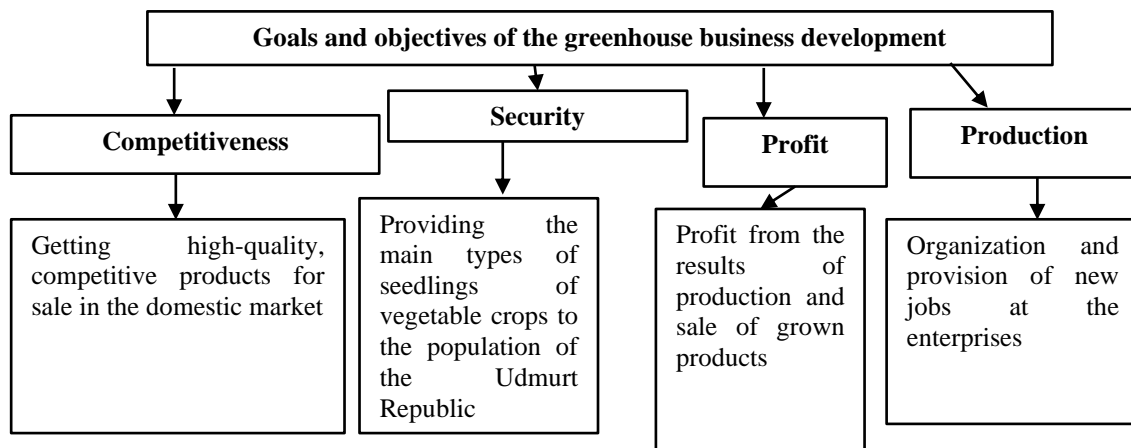 Goals and objectives of the greenhouse business development
Competitiveness
Security
Profit
Production
Getting high-quality,
competitive products for
sale in the domestic market
Providing the
main types of
seedlings of
vegetable crops to
the population of
the Udmurt
Republic
Profit from the
results of
production and
sale of grown
products
Organization and
provision of new
jobs at the
enterprises